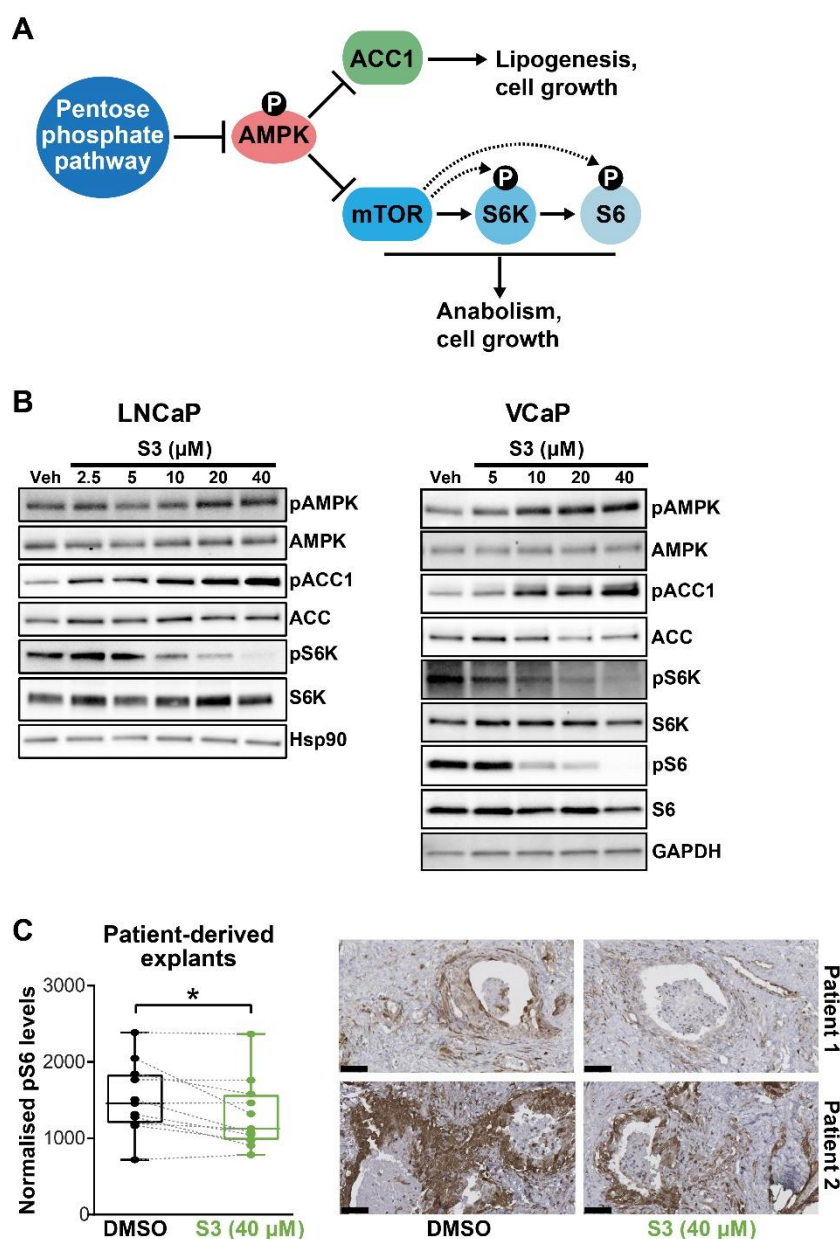 A
Pentose
phosphate
pathway
P
AMPK
ACC1
Lipogenesis,
cell growth
mTOR
P
S6K
P
S6
Anabolism,
cell growth
B
LNCaP
S3 (µM)
Veh 2.5 5 10 20 40
pAMPK
AMPK
pACC1
ACC
pS6K
S6K
Hsp90
VCaP
S3 (µM)
Veh 5 10 20 40
pAMPK
AMPK
pACC1
ACC
pS6K
S6K
pS6
S6
GAPDH
C
Patient-derived
explants
Normalised pS6 levels
3000
2000
1000
0
*
DMSO S3 (40 µM)
Patient 1
Patient 2
DMSO S3 (40 µM)